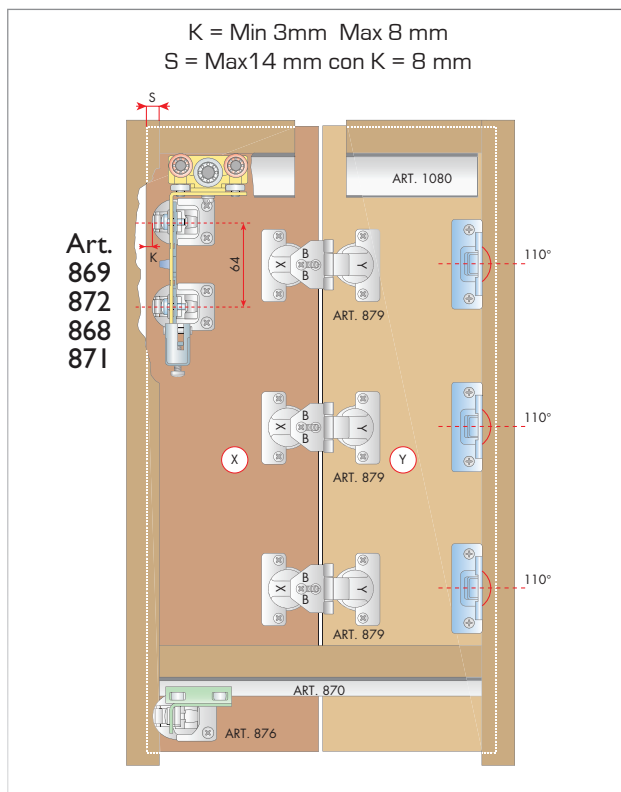 K = Min 3mm Max 8 mm
S = Max14 mm con K = 8 mm
S
ART. 1080
K
64
Art.
869
872
868
871
X
B
B
Y
110°
ART. 879
X
B
B
Y
110°
X
Y
ART. 879
X
B
B
Y
110°
ART. 879
ART. 870
ART. 876